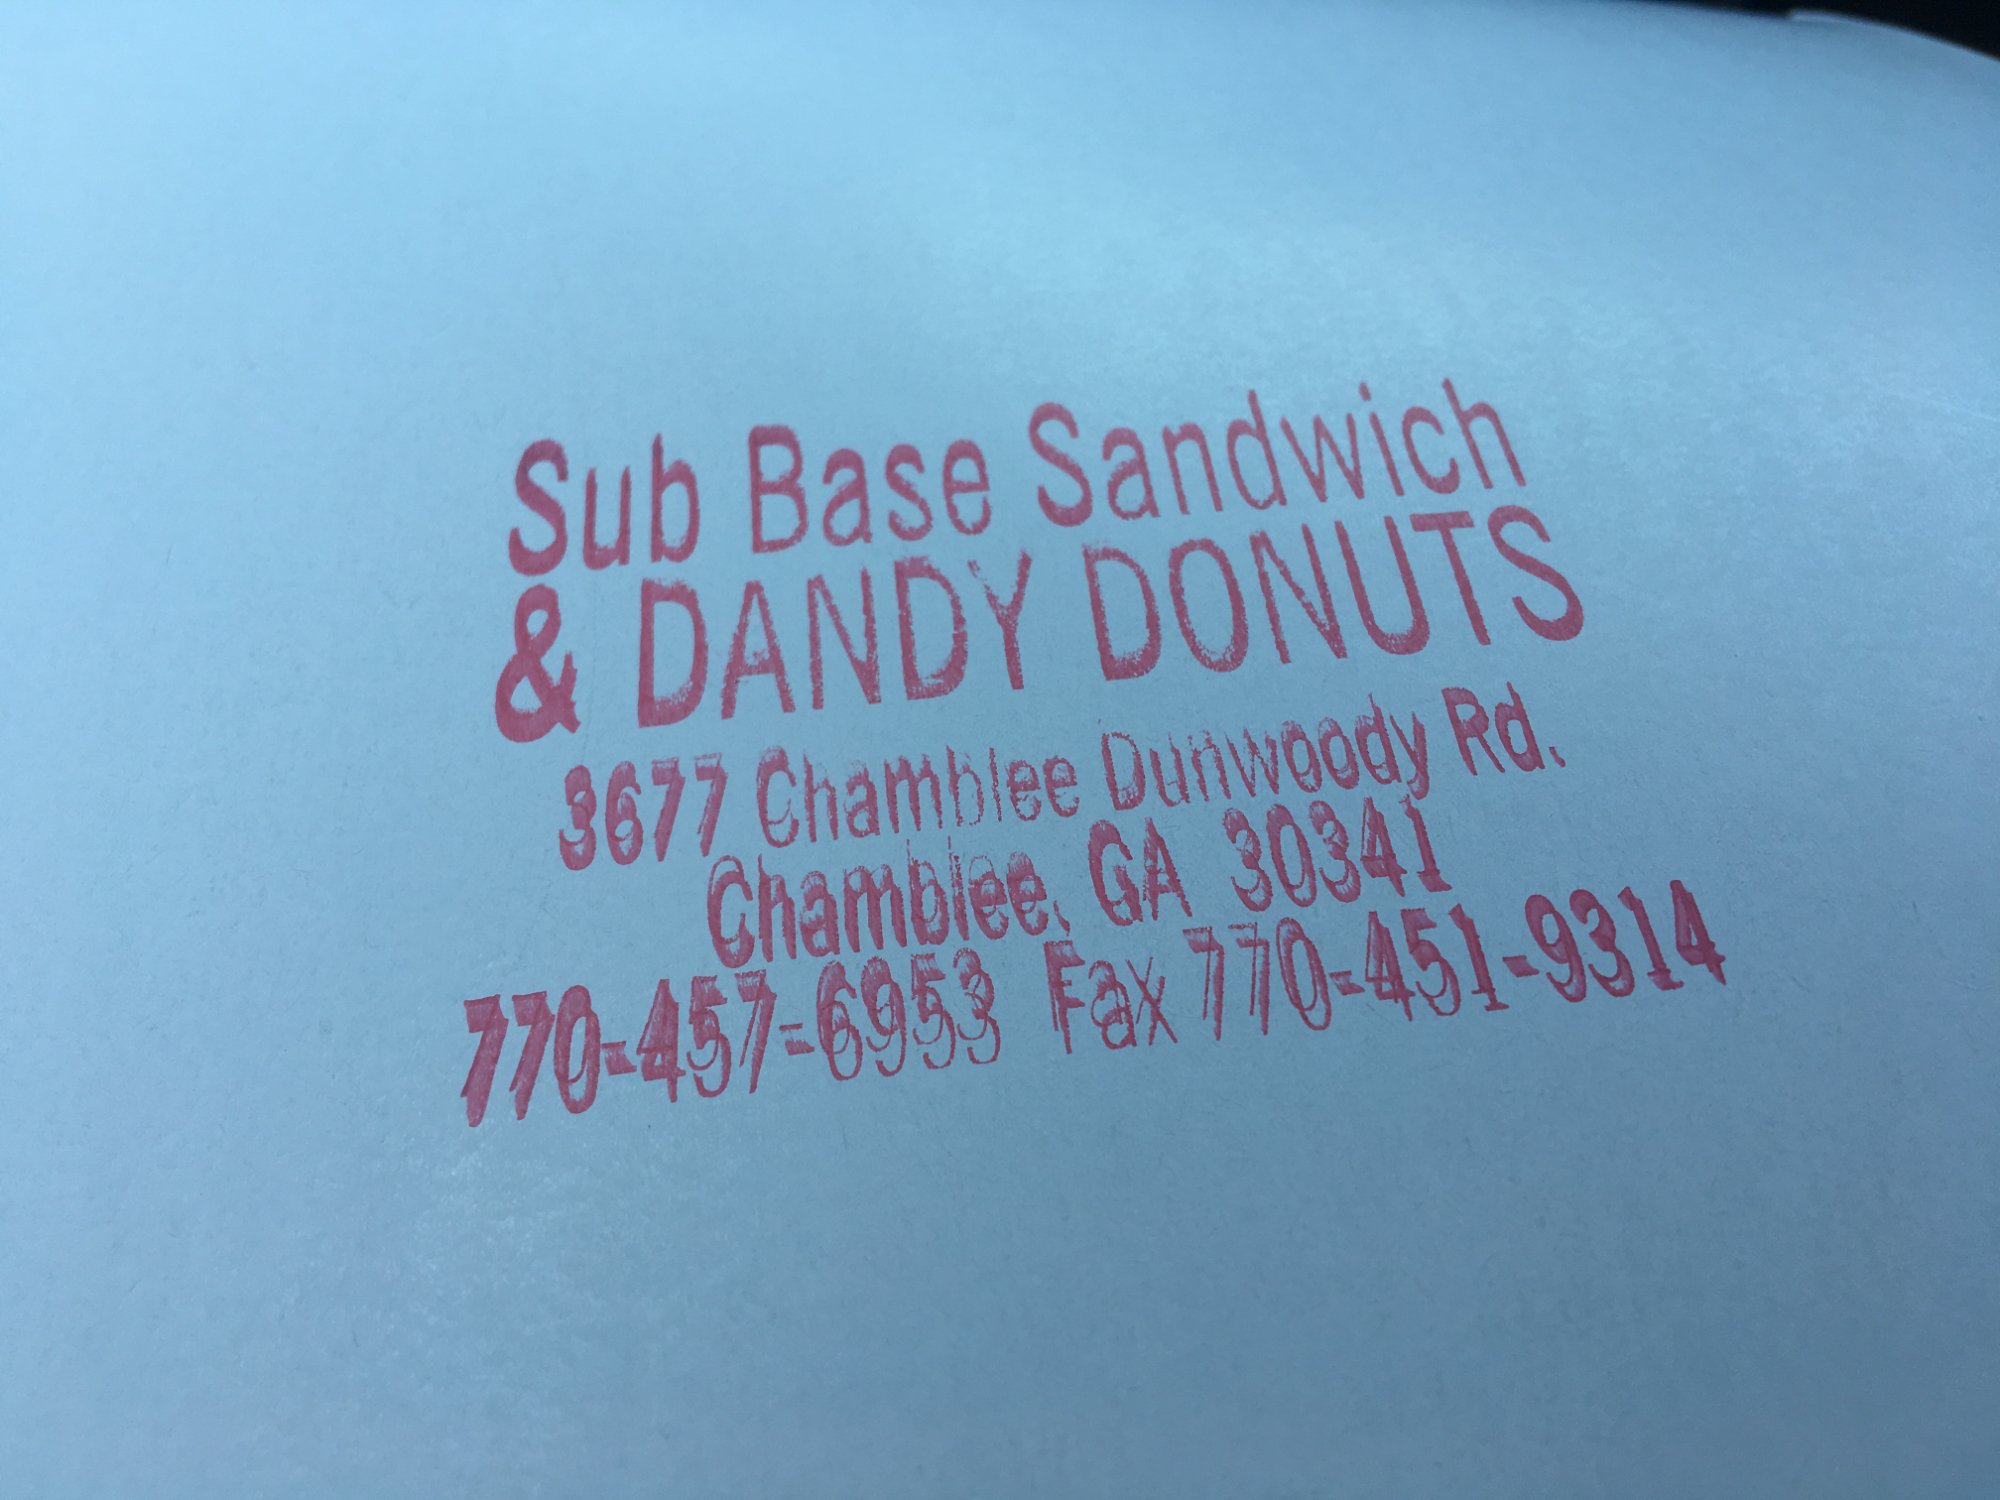 Sub Base Sandwich
& DANDY DONUTS
3677 Chamblee Dunwoody Rd.
Chamblee, GA 30341
770-457-6953 Fax 770-451-9314